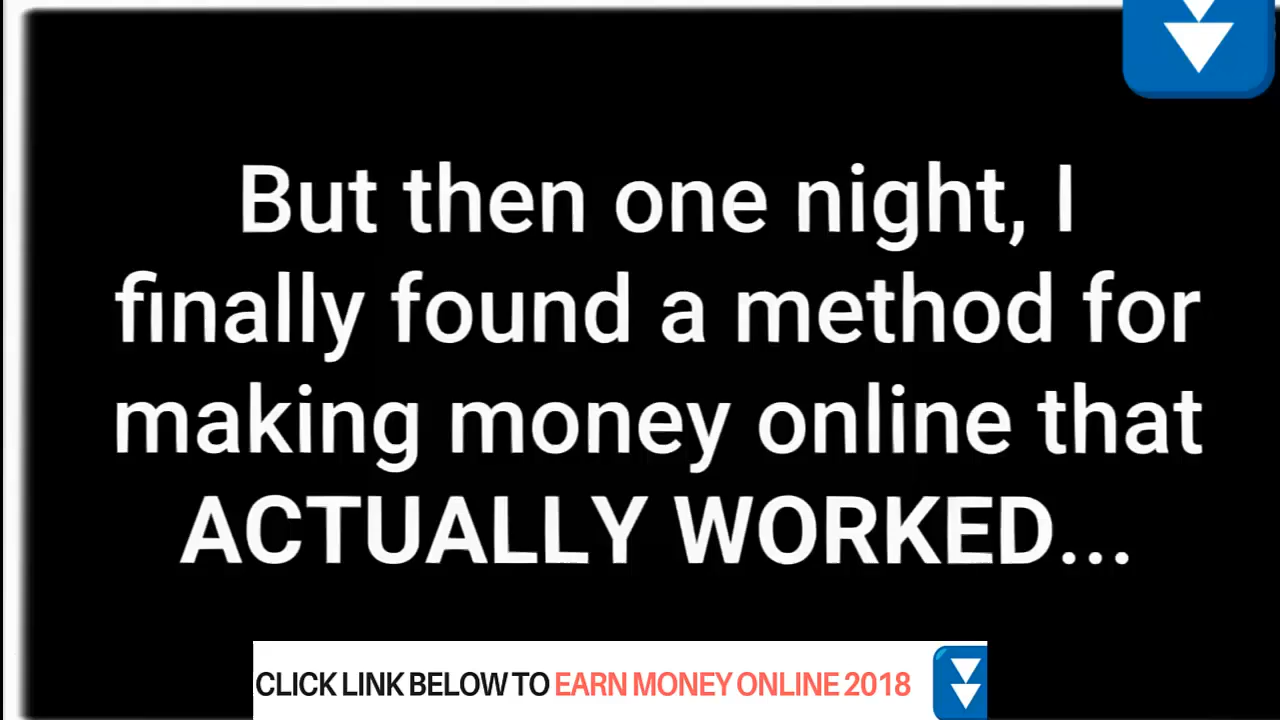 But then one night, I
finally found a method for
making money online that
ACTUALLY WORKED...
CLICK LINK BELOW TO EARN MONEY ONLINE 2018